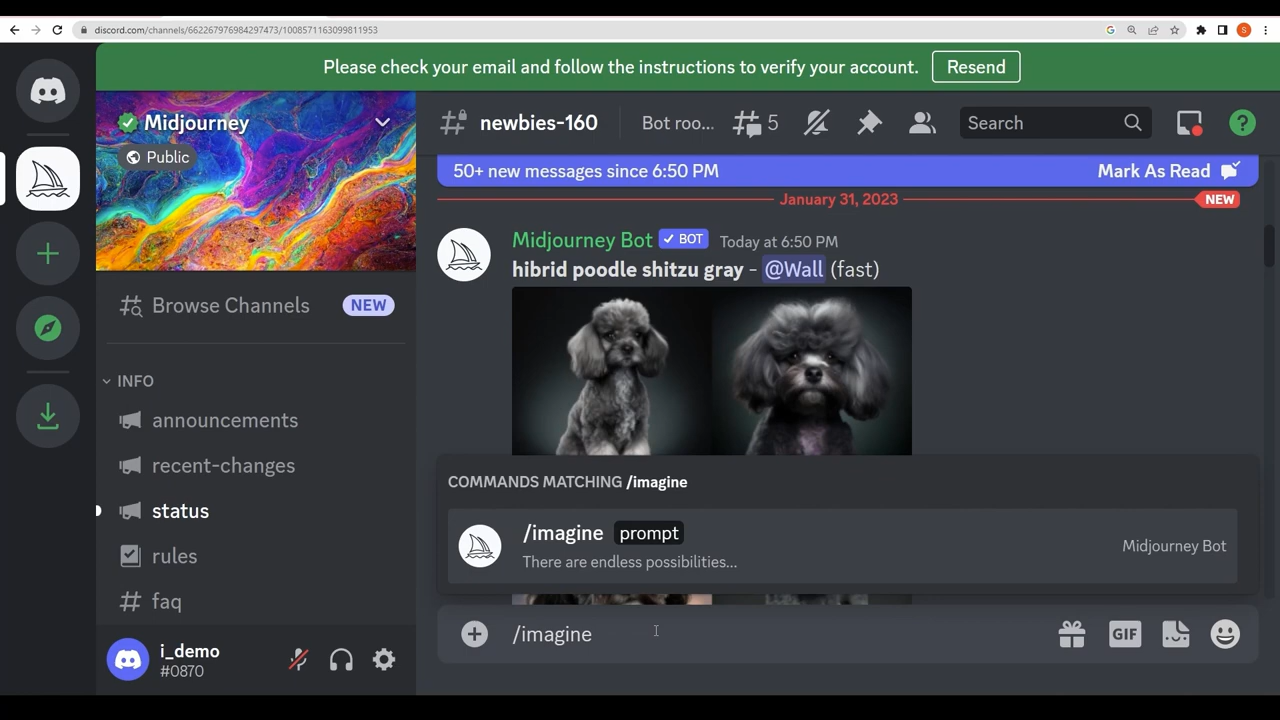 discord.com/channels/662267976984297473/1008571163099811953
Please check your email and follow the instructions to verify your account. Resend
Midjourney
Public
Browse Channels NEW
INFO
announcements
recent-changes
status
rules
faq
i_demo
#0870
newbies-160 Bot roo... 5 Search
50+ new messages since 6:50 PM Mark As Read
January 31, 2023 NEW
Midjourney Bot BOT Today at 6:50 PM
hibrid poodle shitzu gray - @Wall (fast)
COMMANDS MATCHING /imagine
/imagine prompt
There are endless possibilities...
Midjourney Bot
/imagine
GIF